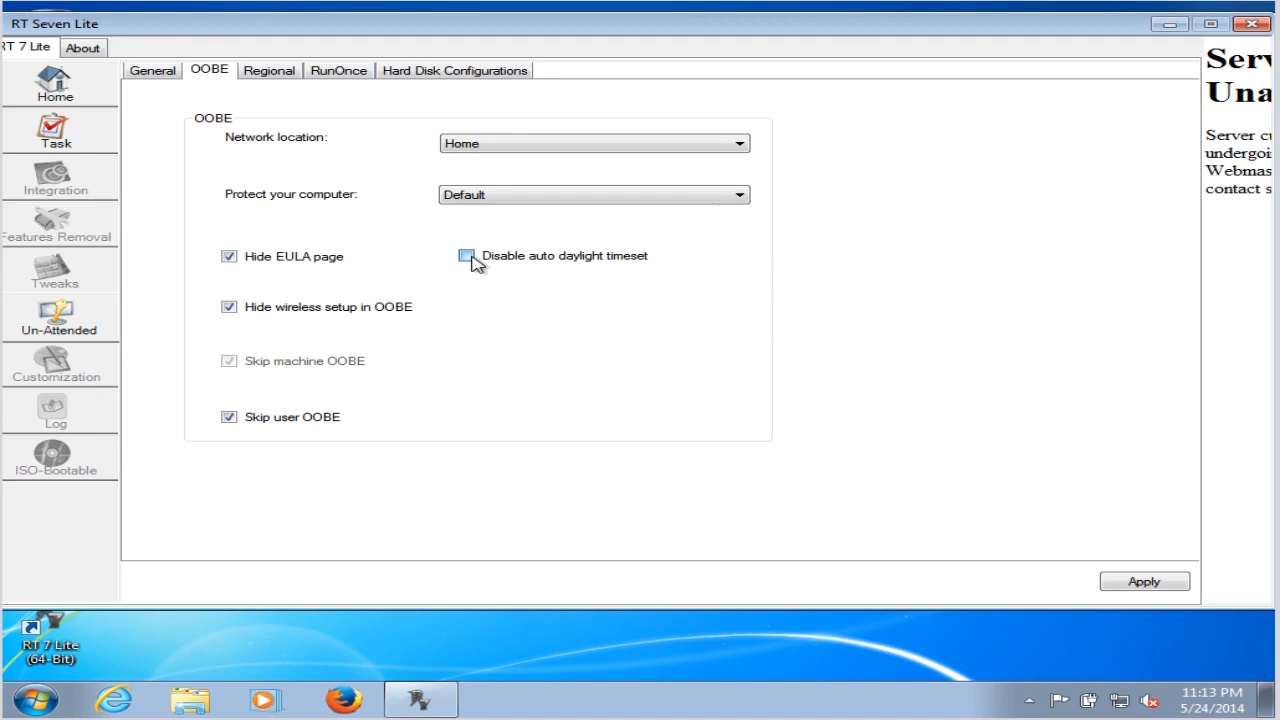 RT Seven Lite
RT 7 Lite
About
Home
Task
Integration
Features Removal
Tweaks
Un-Attended
Customization
Log
ISO-Bootable
General
OOBE
Regional
RunOnce
Hard Disk Configurations
OOBE
Network location:
Home
Protect your computer:
Default
Hide EULA page
Disable auto daylight timeset
Hide wireless setup in OOBE
Skip machine OOBE
Skip user OOBE
Apply
Serv
Una
Server cu
undergoi
Webmas
contact s
RT 7 Lite
(64-Bit)
11:13 PM
5/24/2014